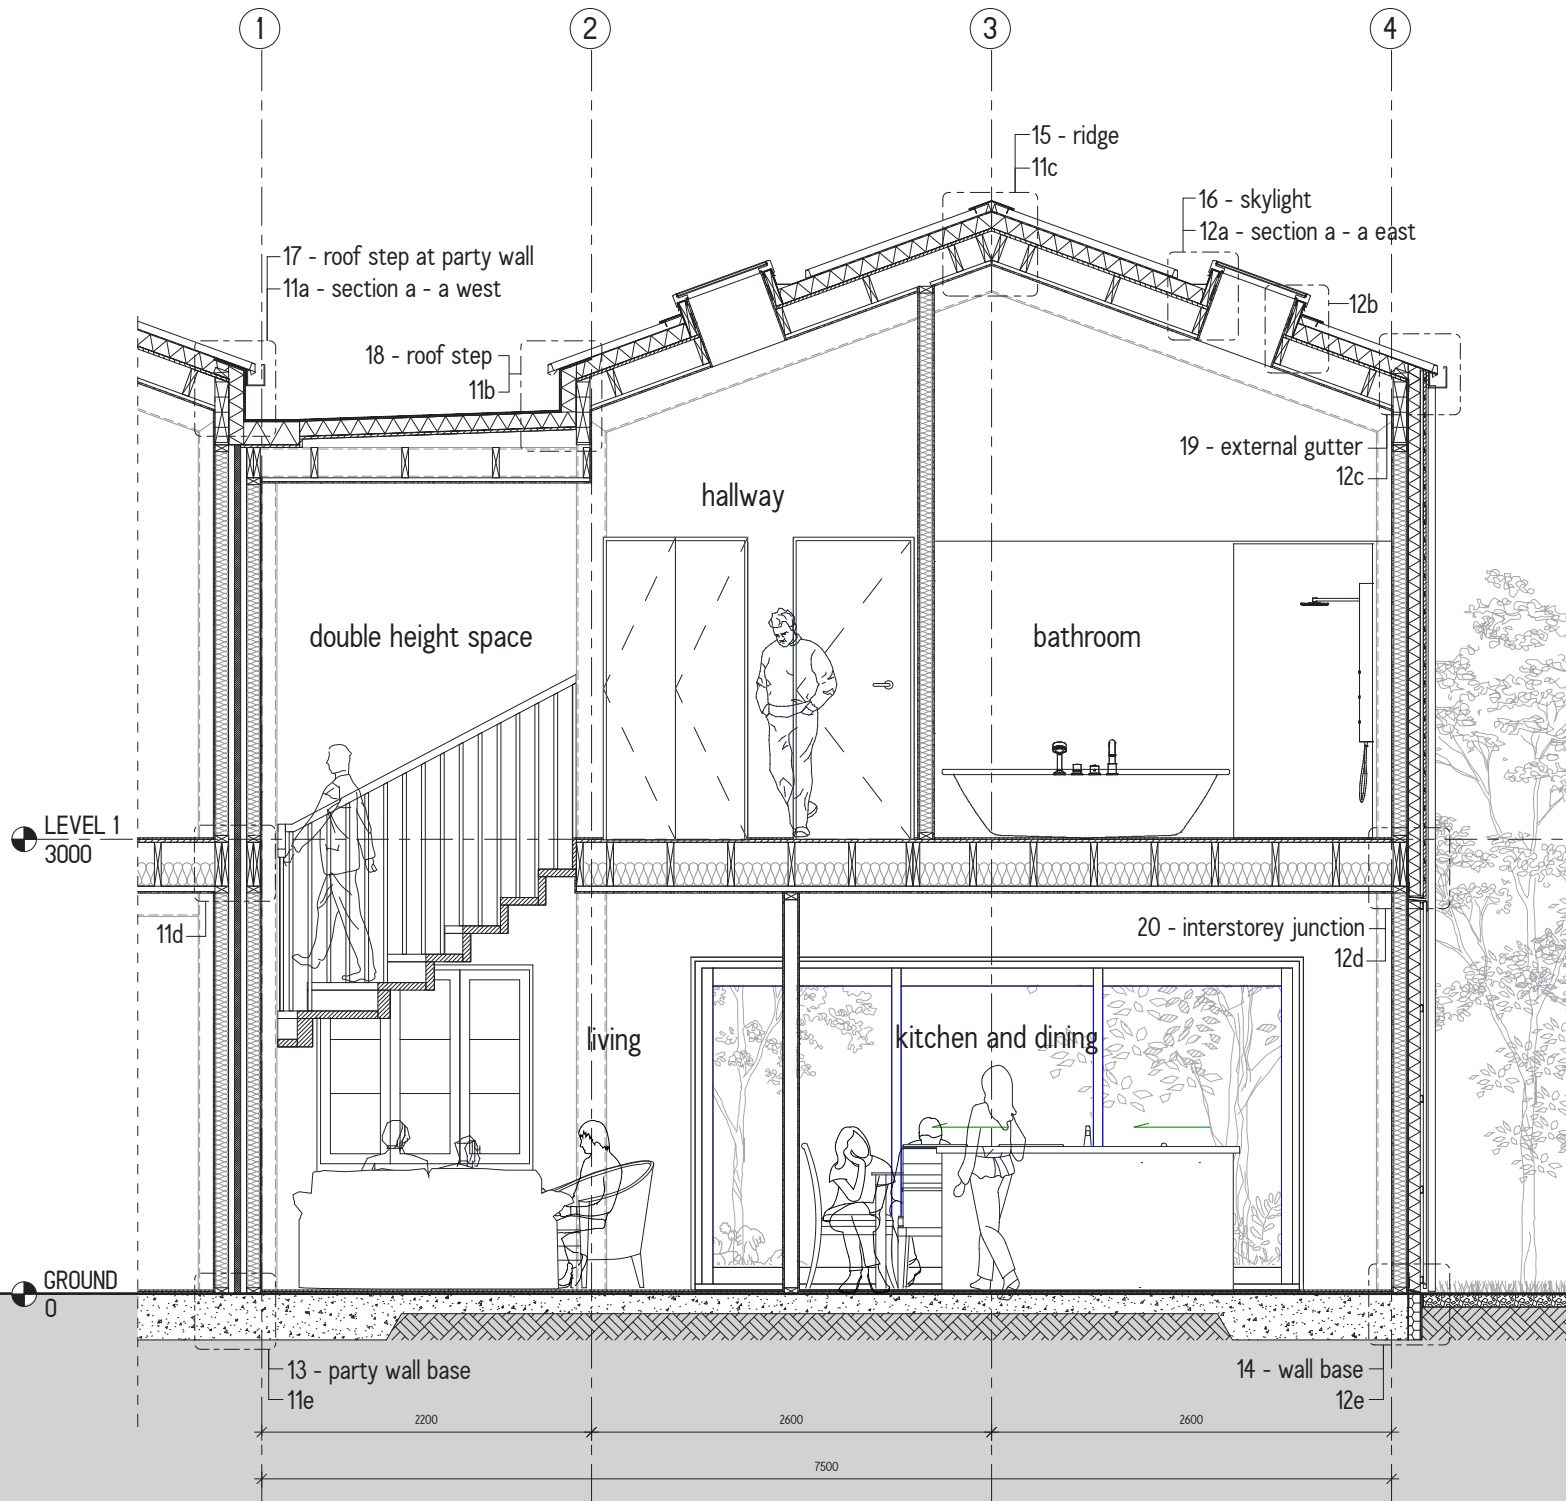 1
2
3
4
15 - ridge
11c
16 - skylight
12a - section a - a east
17 - roof step at party wall
11a - section a - a west
12b
18 - roof step
11b
19 - external gutter
12c
hallway
double height space
bathroom
LEVEL 1
3000
11d
20 - interstorey junction
12d
living
kitchen and dining
GROUND
0
13 - party wall base
11e
14 - wall base
12e
2200
2600
2600
7500